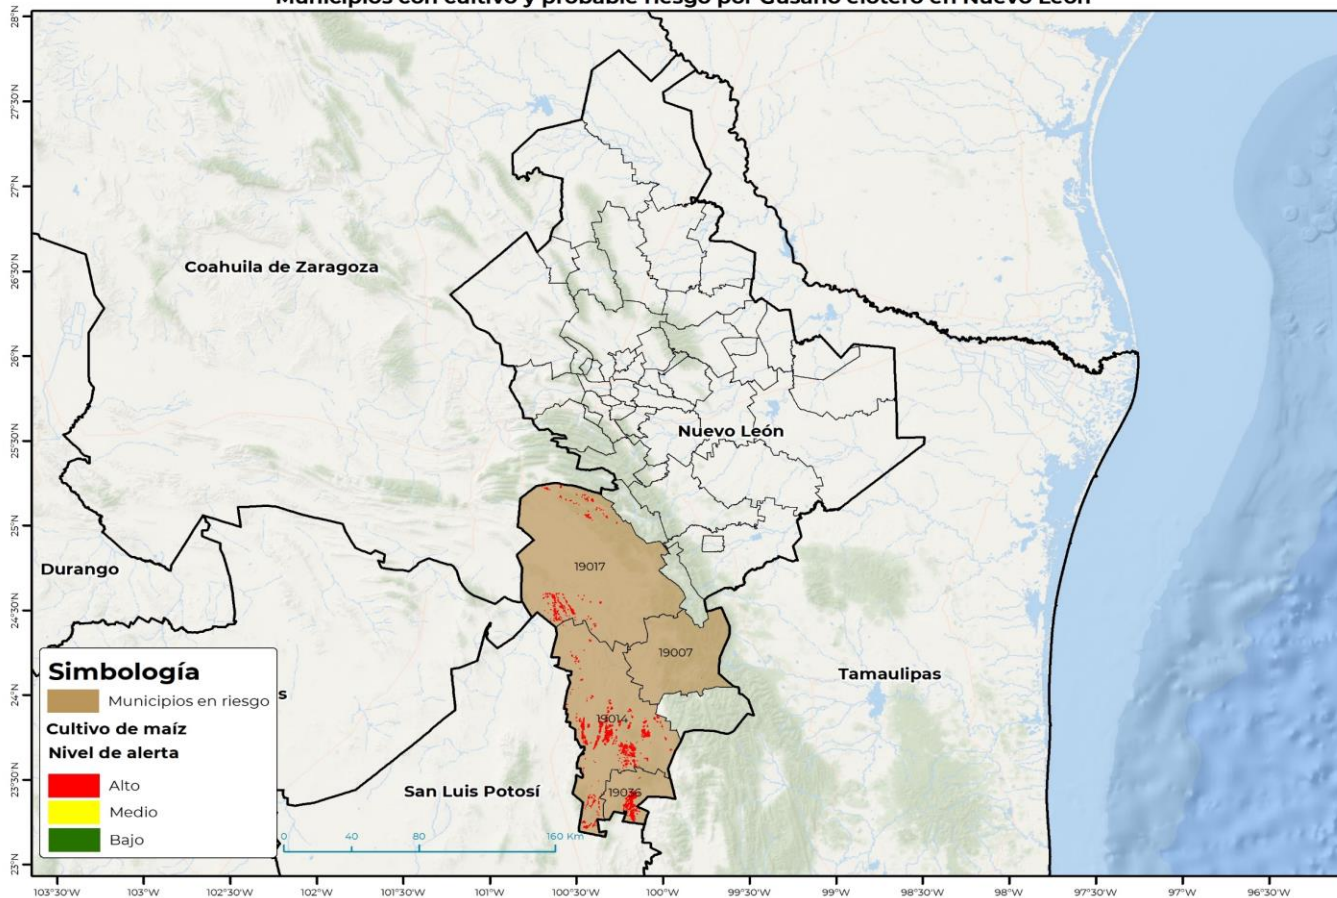 Municipios con cultivo y probable riesgo por Gusano elotero en Nuevo León
28°N
27°30'N
27°N
26°30'N
26°N
25°30'N
25°N
24°30'N
24°N
23°30'N
23°N
Coahuila de Zaragoza
Nuevo León
Durango
19017
19007
Tamaulipas
s
19014
San Luis Potosí
19036
Simbología
Municipios en riesgo
Cultivo de maíz
Nivel de alerta
Alto
Medio
Bajo
0 40 80 160 Km
103°30'W 103°W 102°30'W 102°W 101°30'W 101°W 100°30'W 100°W 99°30'W 99°W 98°30'W 98°W 97°30'W 97°W 96°30'W